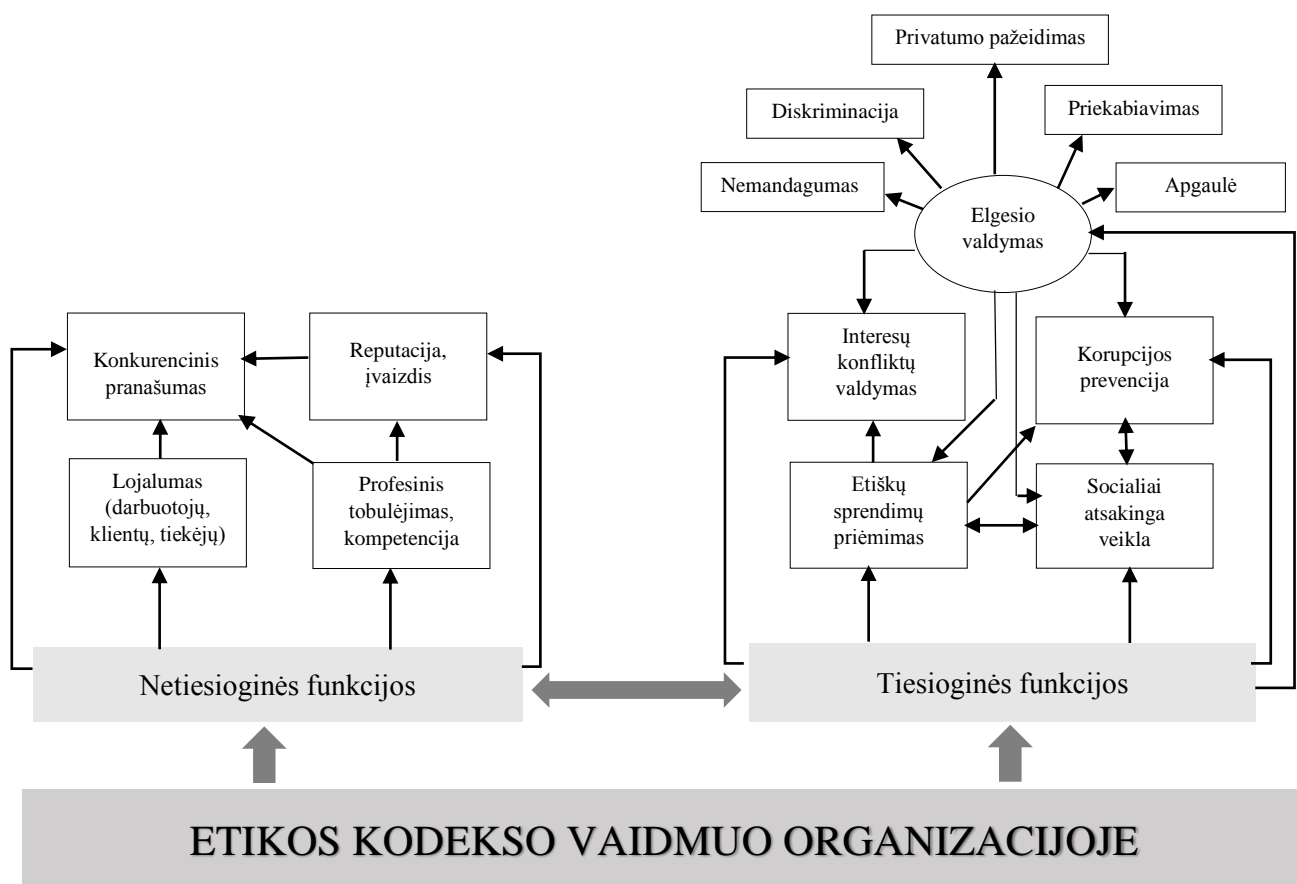 Privatumo pažeidimas
Diskriminacija
Priekabiavimas
Nemandagumas
Apgaulė
Elgesio
valdymas
Konkurencinis
pranašumas
Reputacija,
įvaizdis
Interesų
konfliktų
valdymas
Korupcijos
prevencija
Lojalumas
(darbuotojų,
klientų, tiekėjų)
Profesinis
tobulėjimas,
kompetencija
Etiškų
sprendimų
priėmimas
Socialiai
atsakinga
veikla
Netiesioginės funkcijos
Tiesioginės funkcijos
ETIKOS KODEKSO VAIDMUO ORGANIZACIJOJE